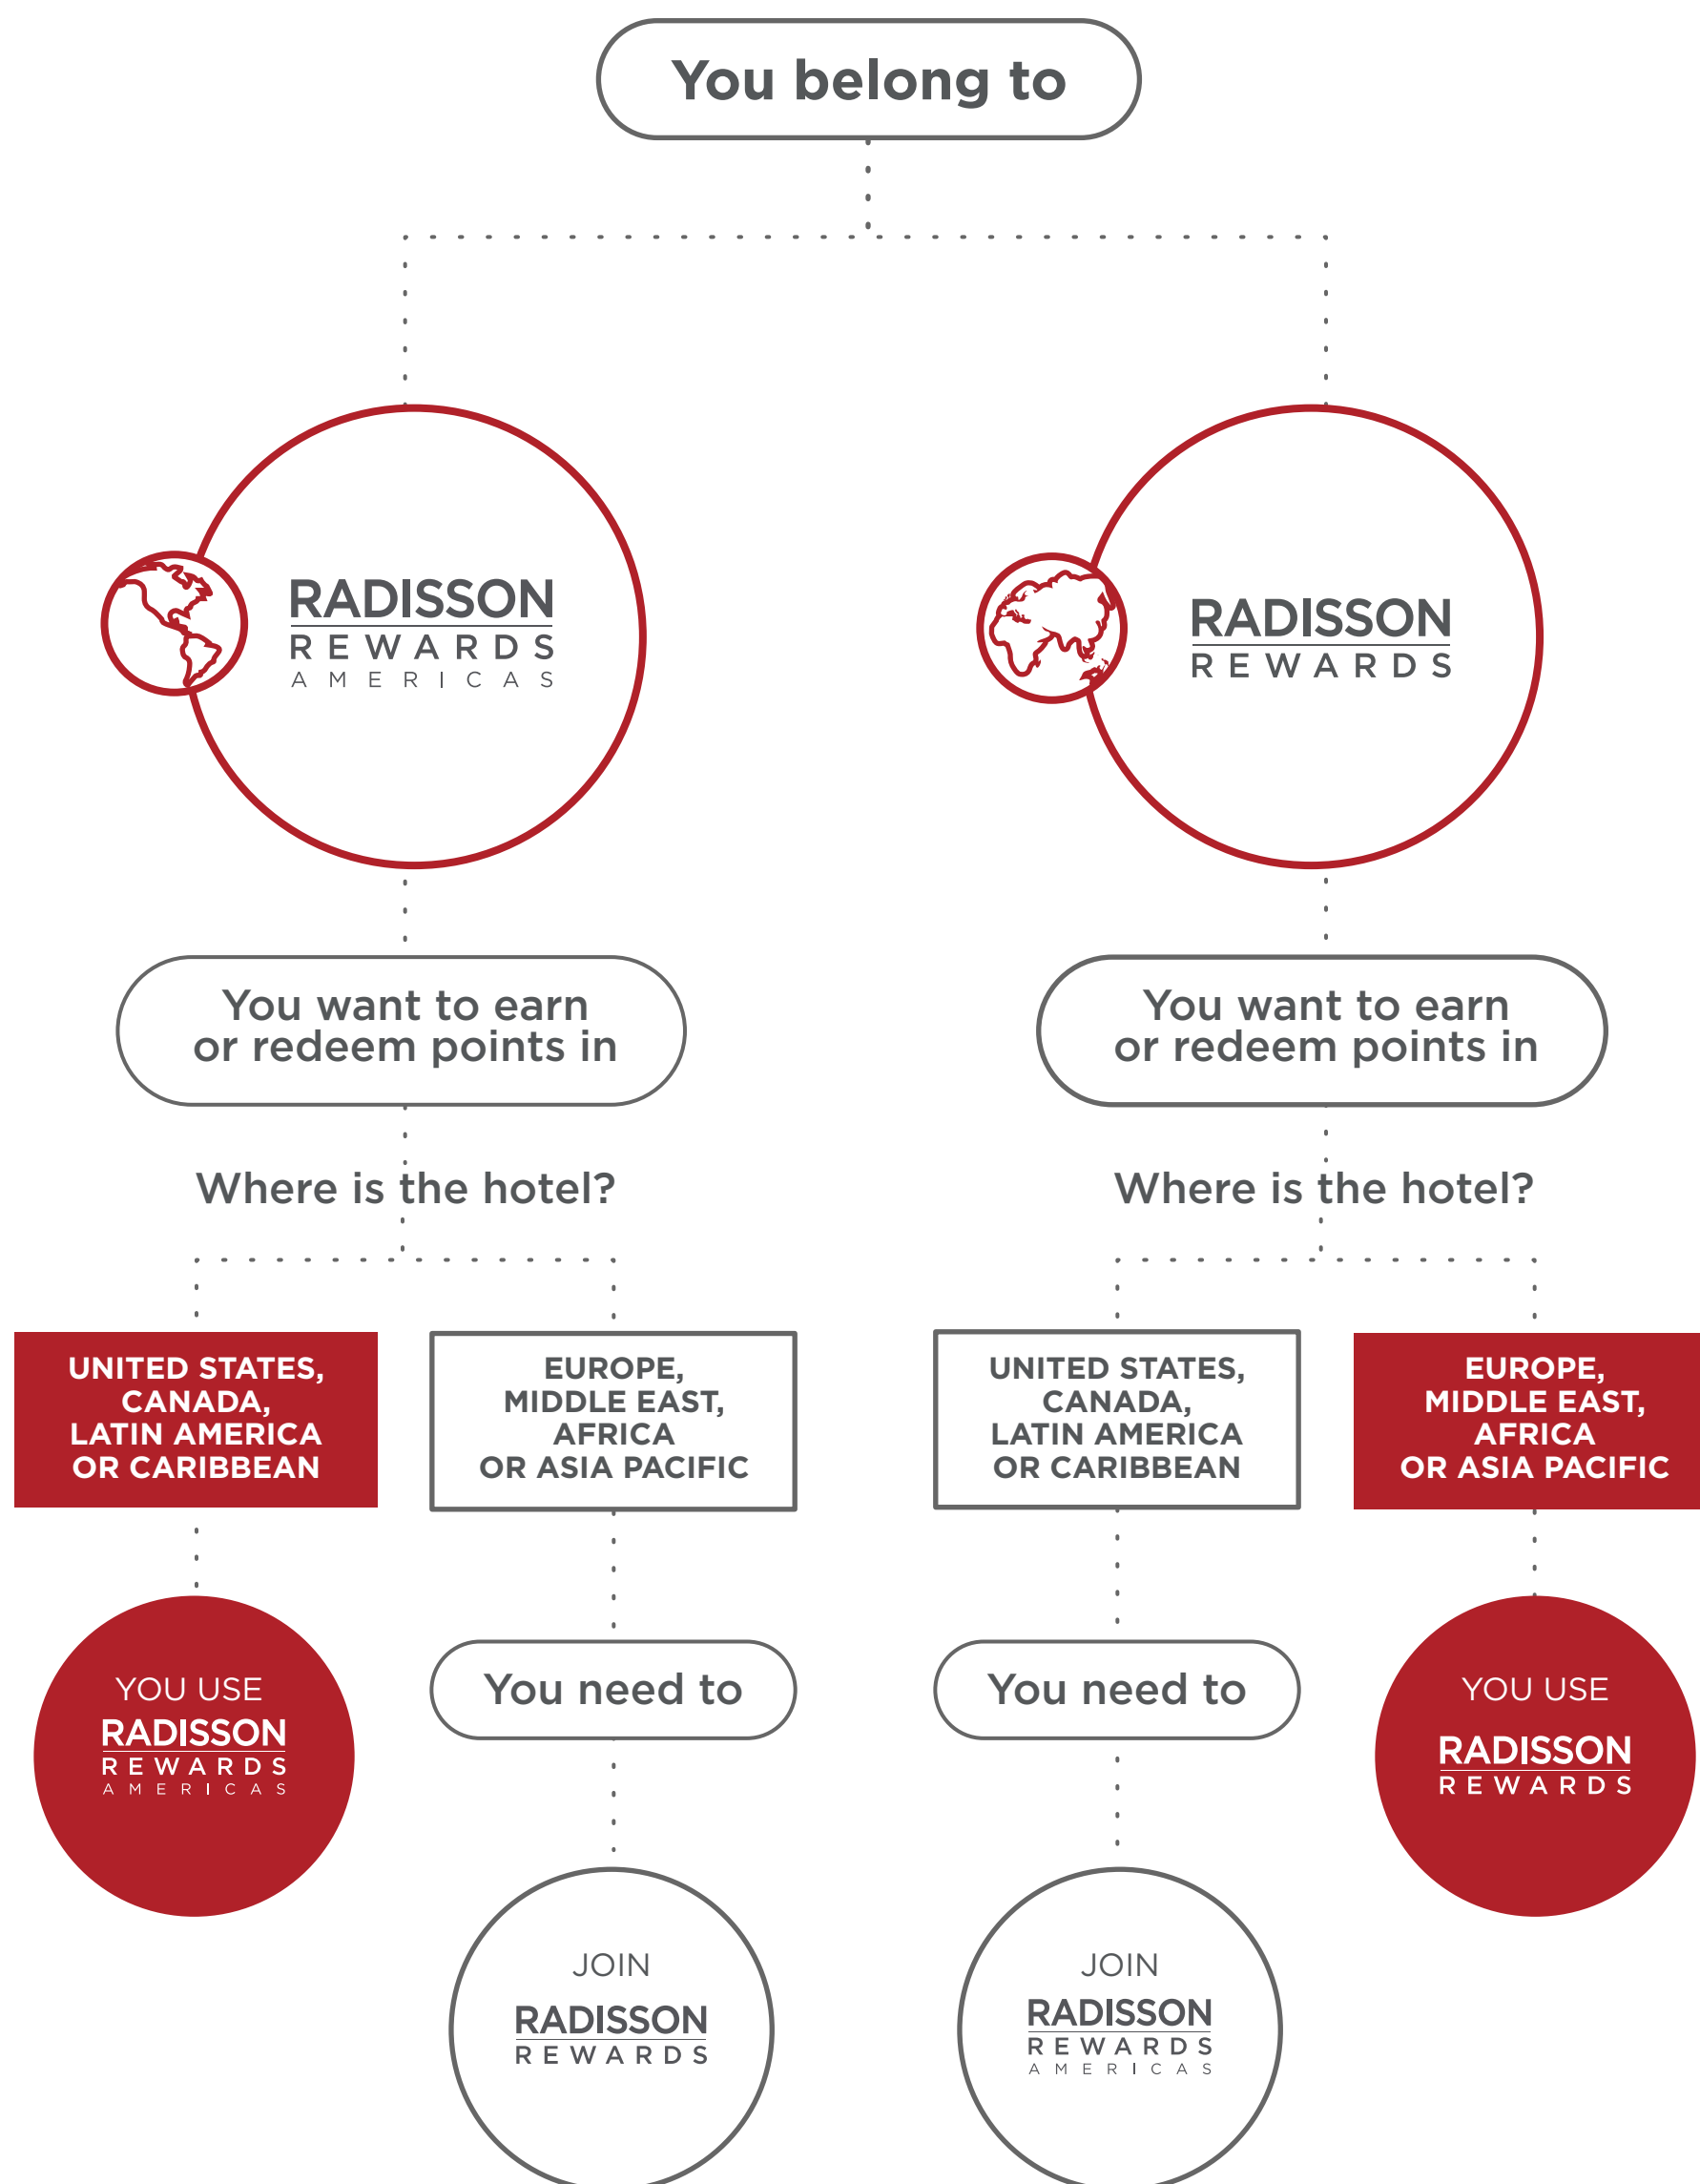 You belong to
RADISSON
REWARDS
AMERICAS
RADISSON
REWARDS
You want to earn
or redeem points in
You want to earn
or redeem points in
Where is the hotel?
Where is the hotel?
UNITED STATES,
CANADA,
LATIN AMERICA
OR CARIBBEAN
EUROPE,
MIDDLE EAST,
AFRICA
OR ASIA PACIFIC
UNITED STATES,
CANADA,
LATIN AMERICA
OR CARIBBEAN
EUROPE,
MIDDLE EAST,
AFRICA
OR ASIA PACIFIC
YOU USE
RADISSON
REWARDS
AMERICAS
You need to
You need to
YOU USE
RADISSON
REWARDS
JOIN
RADISSON
REWARDS
JOIN
RADISSON
REWARDS
AMERICAS